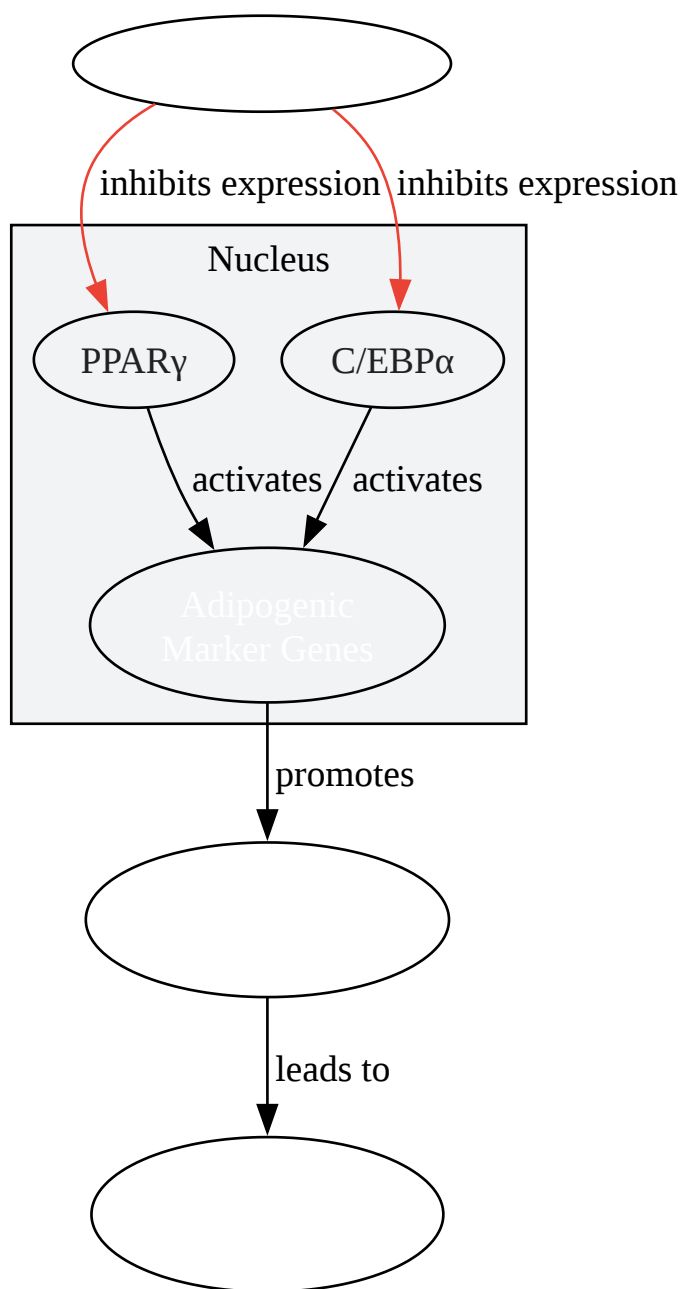 inhibits expression inhibits expression
Nucleus
PPARγ C/EBPα
activates activates
Adipogenic
Marker Genes
promotes
leads to